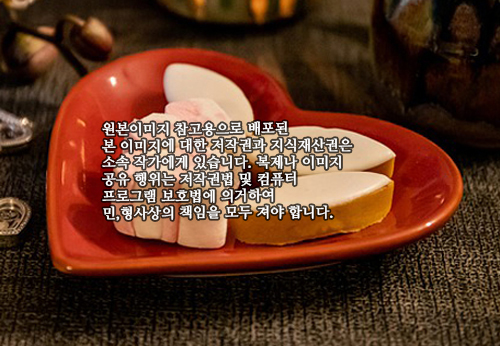 원본이미지 참고용으로 배포된
본 이미지에 대한 저작권과 지식재산권은
소속 작가에게 있습니다. 복제나 이미지
공유 행위는 저작권법 및 컴퓨터
프로그램 보호법에 의거하여
민,형사상의 책임을 모두 져야 합니다.